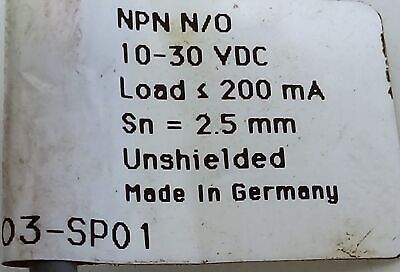 NPN N/O
10-30 VDC
Load ≤ 200 mA
Sn = 2.5 mm
Unshielded
Made In Germany
03-SP01